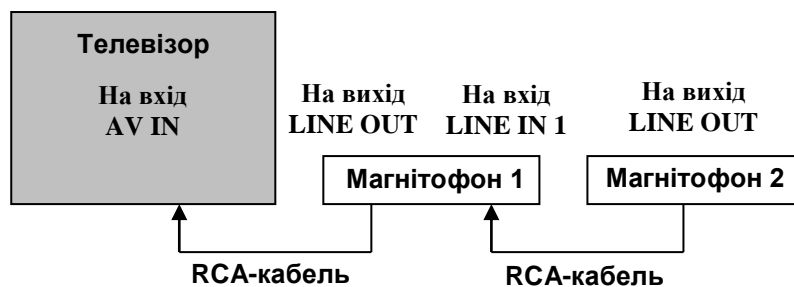 Телевізор
На вхід
AV IN
На вихід
LINE OUT
На вхід
LINE IN 1
На вихід
LINE OUT
Магнітофон 1
Магнітофон 2
RCA-кабель
RCA-кабель